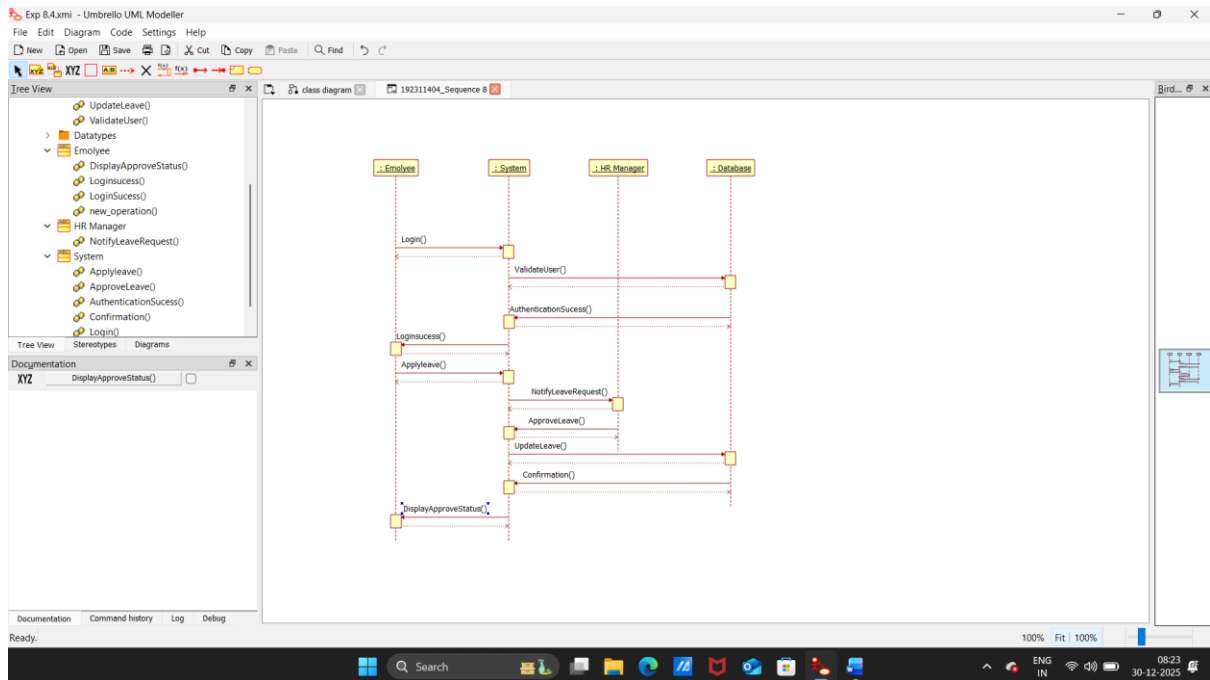 Exp 8.4.xmi - Umbrello UML Modeller
File Edit Diagram Code Settings Help
New Open Save Cut Copy Paste Find
XYZ XYZ A:B f(x) f(x)
Tree View
class diagram 192311404_Sequence 8
Bird...
UpdateLeave()
ValidateUser()
Datatypes
Emolyee
DisplayApproveStatus()
Loginsucess()
LoginSucess()
new_operation()
HR Manager
NotifyLeaveRequest()
System
Applyleave()
ApproveLeave()
AuthenticationSucess()
Confirmation()
Login()
Tree View Stereotypes Diagrams
Documentation
XYZ DisplayApproveStatus()
: Emolyee : System : HR Manager : Database
Login()
ValidateUser()
AuthenticationSucess()
Loginsucess()
Applyleave()
NotifyLeaveRequest()
ApproveLeave()
UpdateLeave()
Confirmation()
DisplayApproveStatus()
Documentation Command history Log Debug
Ready.
100% Fit 100%
Search
ENG
IN
08:23
30-12-2025